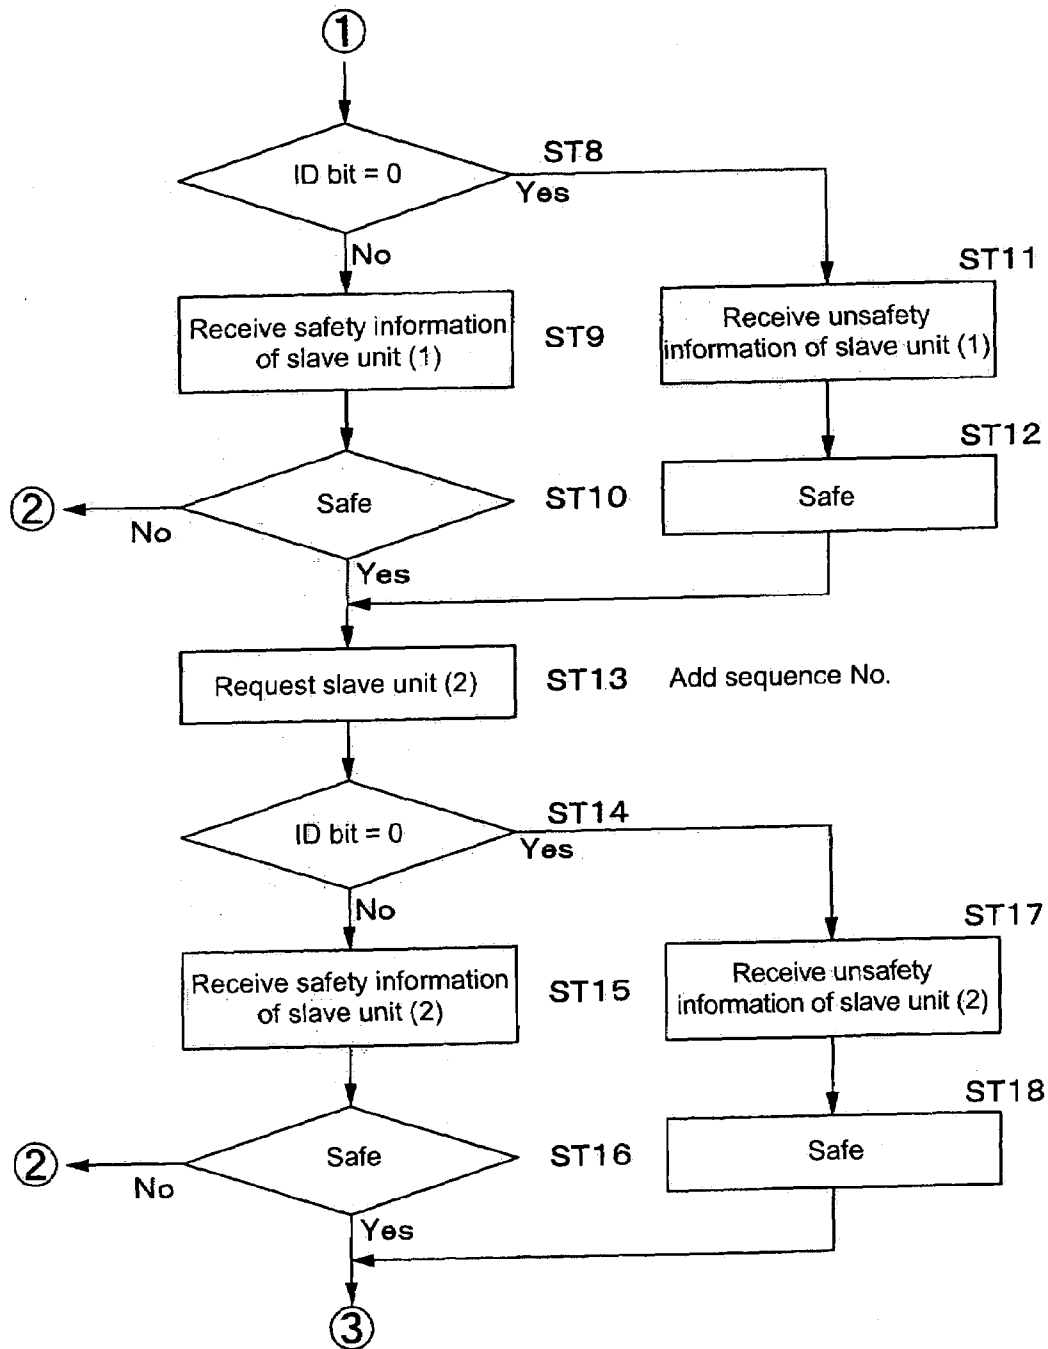 ①
ID bit = 0
ST8
Yes
No
ST11
Receive safety information
of slave unit (1)
ST9
Receive unsafety
information of slave unit (1)
ST12
②
No
Safe
ST10
Safe
Yes
Request slave unit (2)
ST13
Add sequence No.
ID bit = 0
ST14
Yes
No
ST17
Receive safety information
of slave unit (2)
ST15
Receive unsafety
information of slave unit (2)
ST18
②
No
Safe
ST16
Safe
Yes
③